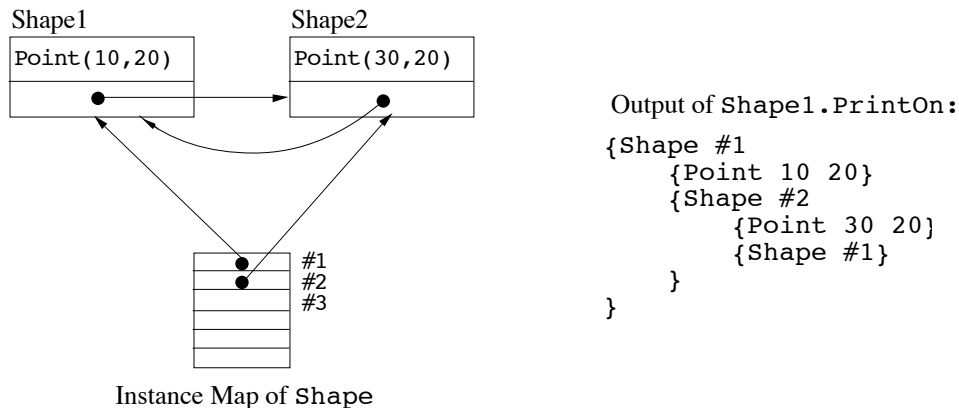 Shape1
Shape2
Point(10,20)
Point(30,20)
#1
#2
#3
Instance Map of Shape
Output of Shape1.PrintOn:
{Shape #1
{Point 10 20}
{Shape #2
{Point 30 20}
{Shape #1}
}
}